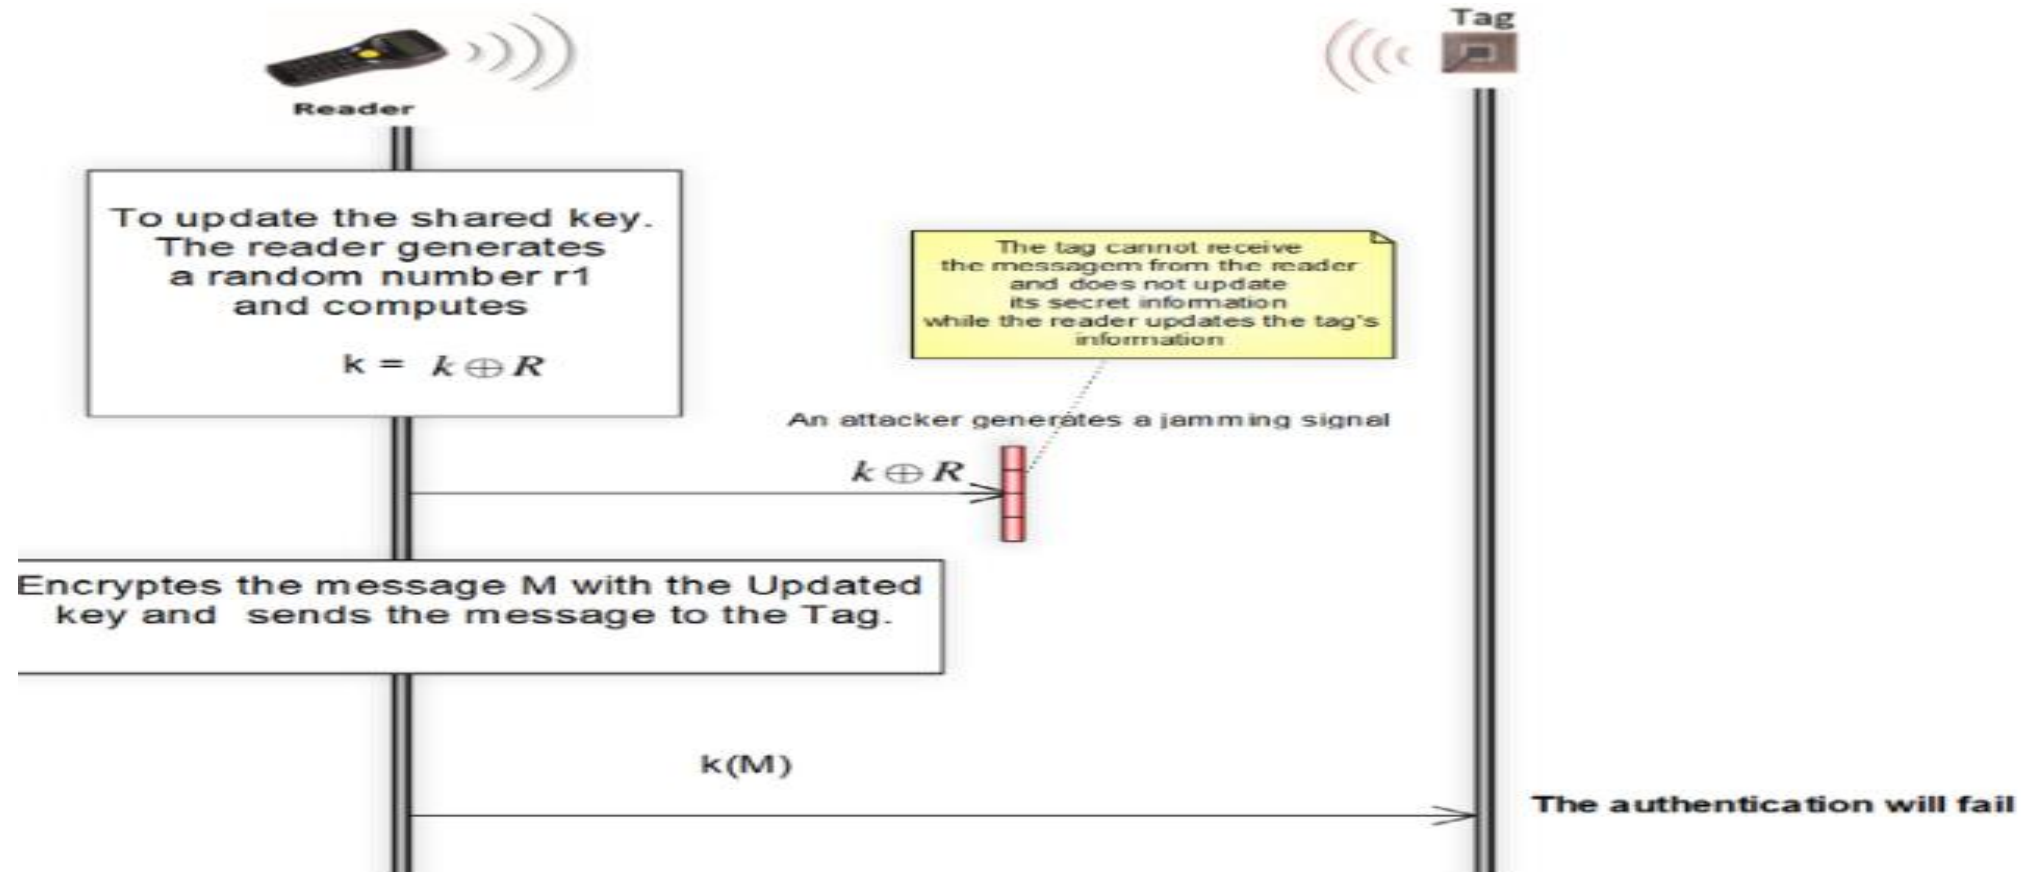 Tag
Reader
To update the shared key.
The reader generates
a random number r1
and computes
k = k ⊕ R
The tag cannot receive
the messagem from the reader
and does not update
its secret information
while the reader updates the tag's
information
An attacker generates a jamming signal
k ⊕ R
Encryptes the message M with the Updated
key and sends the message to the Tag.
k(M)
The authentication will fail